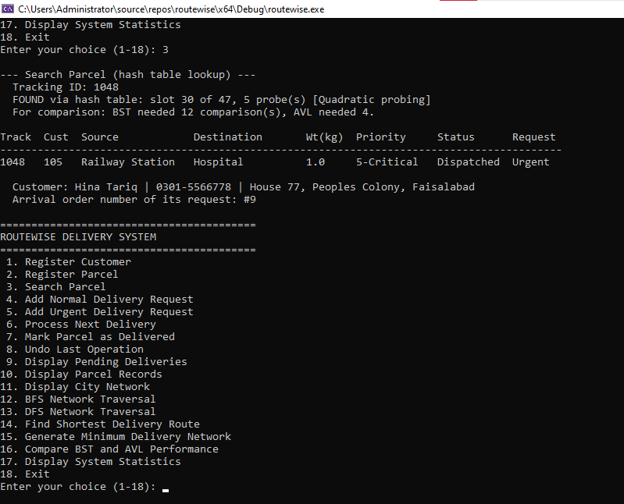 C:\Users\Administrator\source\repos\routewise\x64\Debug\routewise.exe
17. Display System Statistics
18. Exit
Enter your choice (1-18): 3

--- Search Parcel (hash table lookup) ---
  Tracking ID: 1048
  FOUND via hash table: slot 30 of 47, 5 probe(s) [Quadratic probing]
  For comparison: BST needed 12 comparison(s), AVL needed 4.

Track  Cust  Source            Destination       Wt(kg)  Priority     Status      Request
------------------------------------------------------------------------------------------
1048   105   Railway Station   Hospital          1.0     5-Critical   Dispatched  Urgent

  Customer: Hina Tariq | 0301-5566778 | House 77, Peoples Colony, Faisalabad
  Arrival order number of its request: #9

=========================================
ROUTEWISE DELIVERY SYSTEM
=========================================
 1. Register Customer
 2. Register Parcel
 3. Search Parcel
 4. Add Normal Delivery Request
 5. Add Urgent Delivery Request
 6. Process Next Delivery
 7. Mark Parcel as Delivered
 8. Undo Last Operation
 9. Display Pending Deliveries
10. Display Parcel Records
11. Display City Network
12. BFS Network Traversal
13. DFS Network Traversal
14. Find Shortest Delivery Route
15. Generate Minimum Delivery Network
16. Compare BST and AVL Performance
17. Display System Statistics
18. Exit
Enter your choice (1-18):